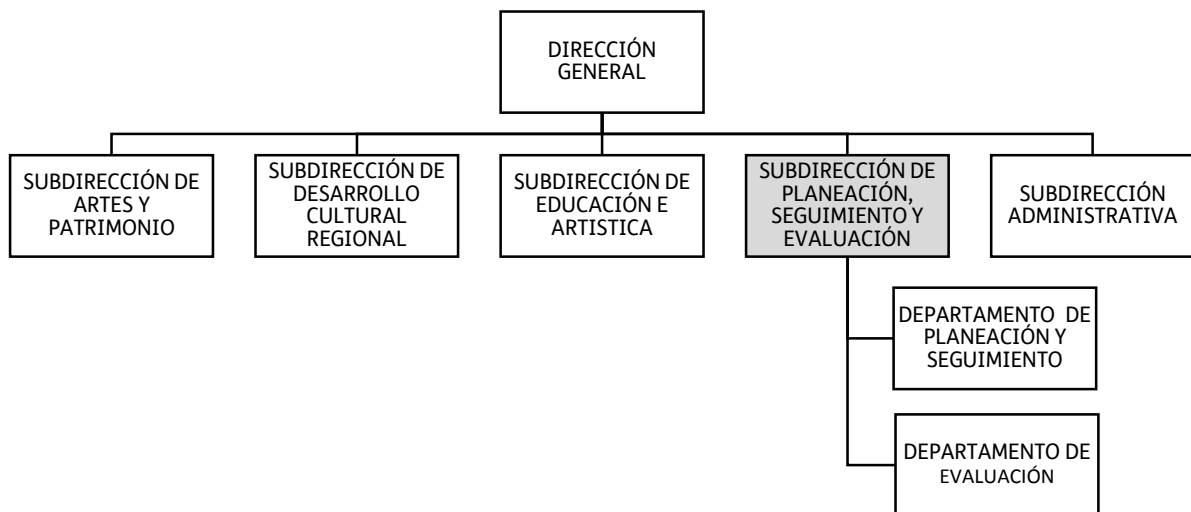 DIRECCIÓN
GENERAL
SUBDIRECCIÓN DE
ARTES Y
PATRIMONIO
SUBDIRECCIÓN DE
DESARROLLO
CULTURAL
REGIONAL
SUBDIRECCIÓN DE
EDUCACIÓN E
ARTISTICA
SUBDIRECCIÓN DE
PLANEACIÓN,
SEGUIMIENTO Y
EVALUACIÓN
SUBDIRECCIÓN
ADMINISTRATIVA
DEPARTAMENTO DE
PLANEACIÓN Y
SEGUIMIENTO
DEPARTAMENTO DE
EVALUACIÓN